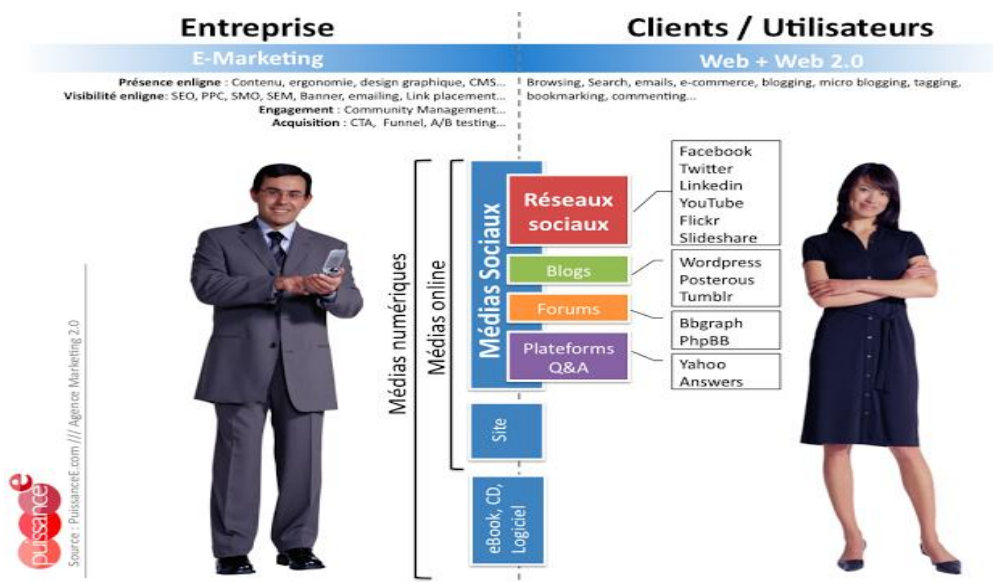 Entreprise
Clients / Utilisateurs
E-Marketing
Web + Web 2.0
Présence enligne : Contenu, ergonomie, design graphique, CMS...
Visibilité enligne: SEO, PPC, SMO, SEM, Banner, emailing, Link placement...
Engagement : Community Management...
Acquisition : CTA, Funnel, A/B testing...
Browsing, Search, emails, e-commerce, blogging, micro blogging, tagging,
bookmarking, commenting...
Médias numériques
Médias online
Médias Sociaux
Réseaux
sociaux
Blogs
Forums
Plateforms
Q&A
Facebook
Twitter
Linkedin
YouTube
Flickr
Slideshare
Wordpress
Posterous
Tumblr
Bbgraph
PhpBB
Yahoo
Answers
Site
eBook, CD,
Logiciel
puissance e
Source : PuissanceE.com /// Agence Marketing 2.0